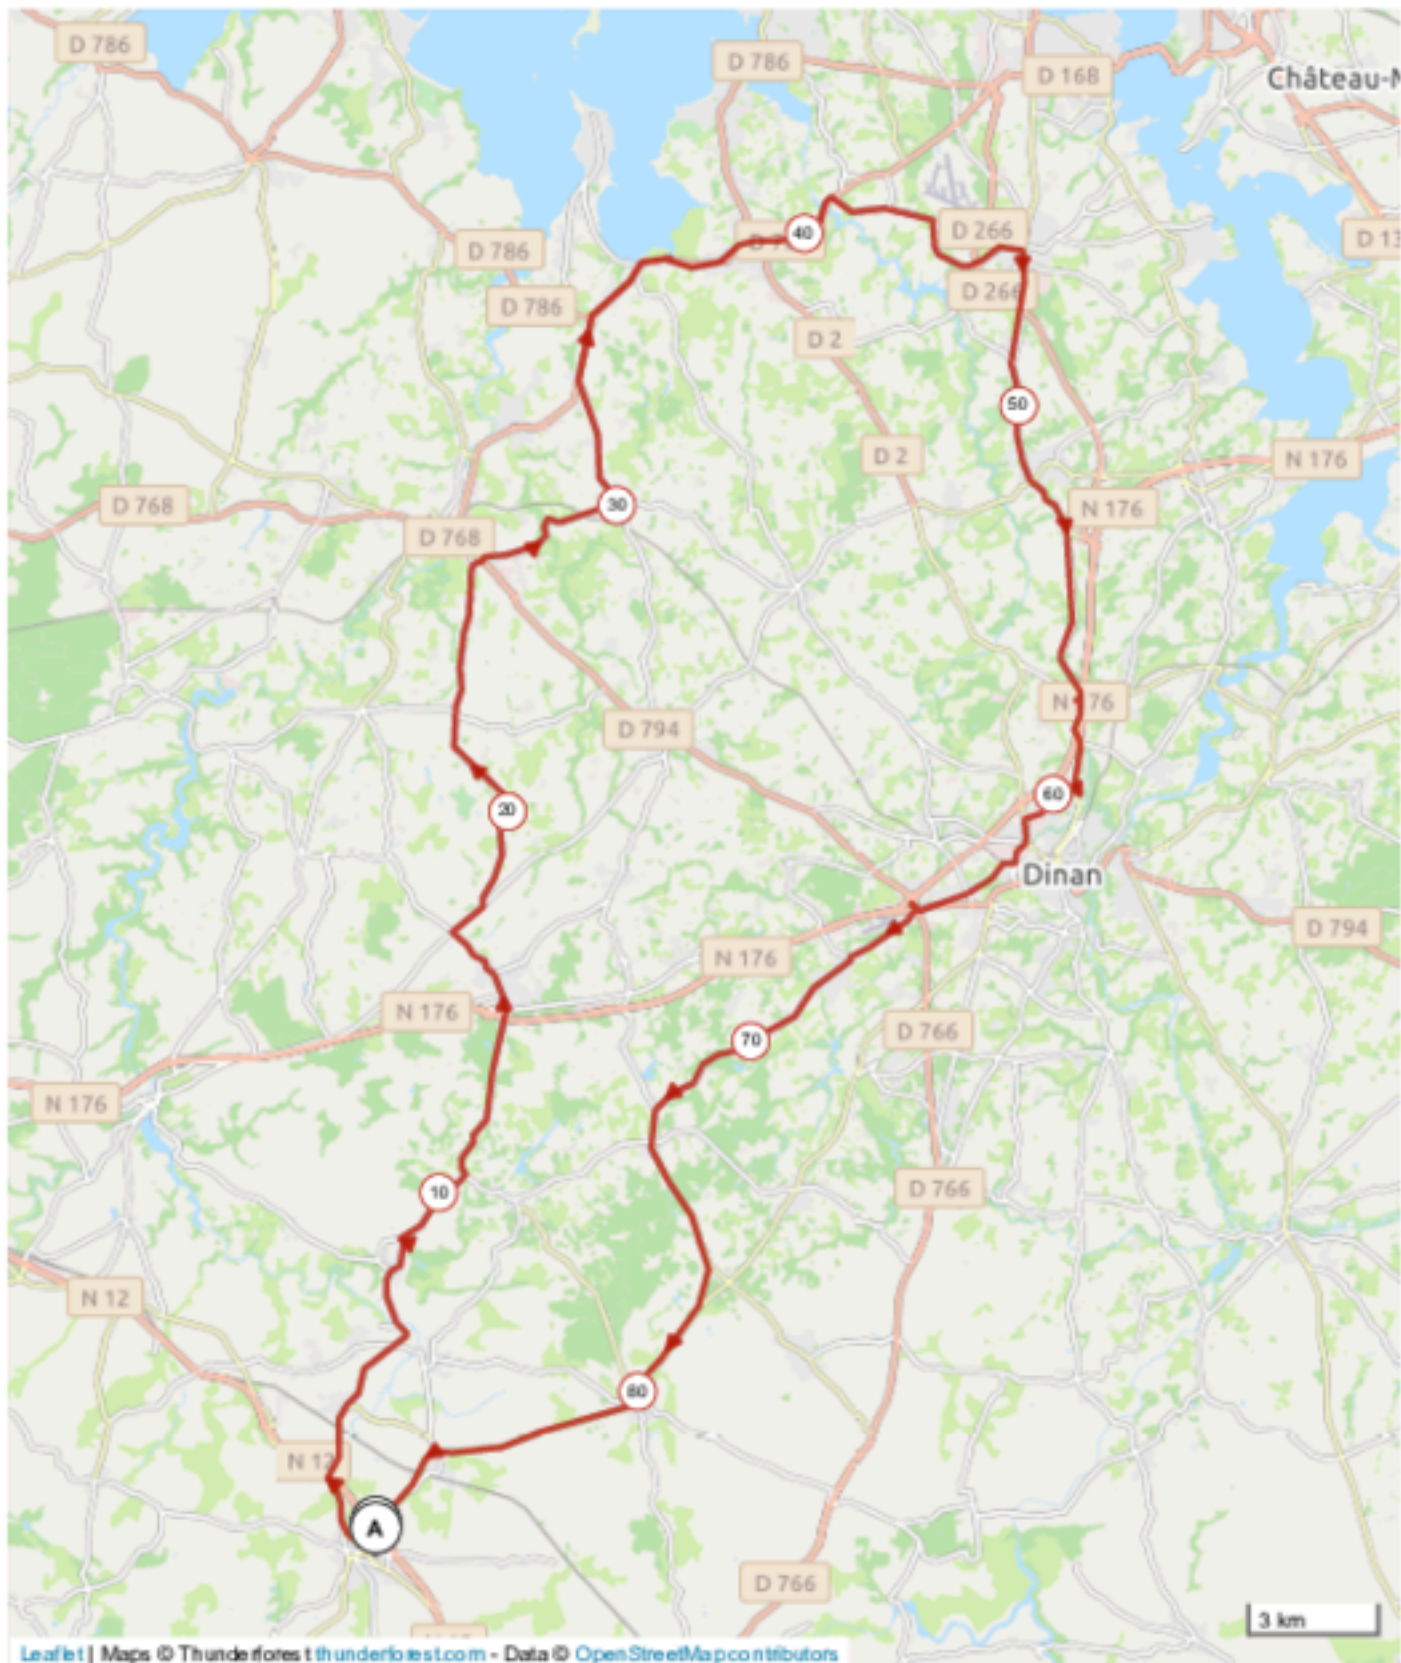 D 786
D 786
D 168
Château-M
D 786
D 266
D 13
40
D 786
D 266
D 2
50
D 2
N 176
D 768
30
N 176
D 768
N 176
D 794
60
20
Dinan
D 794
N 176
N 176
D 766
70
N 176
10
D 766
N 12
80
N 12
A
D 766
3 km
Leaflet | Maps © Thunderforest thunderforest.com - Data © OpenStreetMap contributors